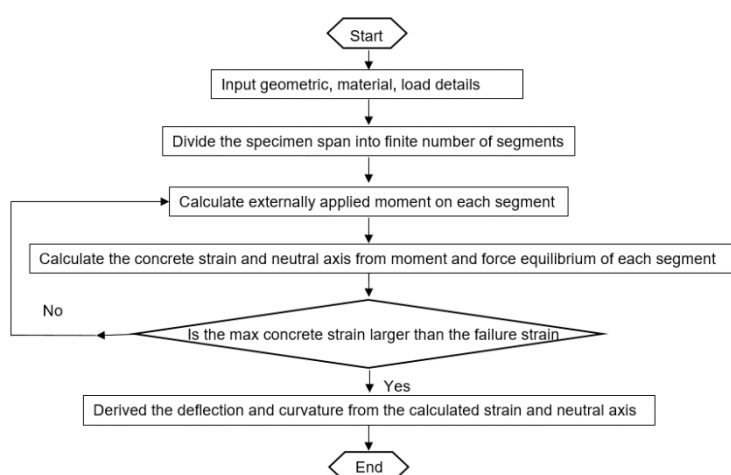 Start
Input geometric, material, load details
Divide the specimen span into finite number of segments
Calculate externally applied moment on each segment
Calculate the concrete strain and neutral axis from moment and force equilibrium of each segment
No
Is the max concrete strain larger than the failure strain
Yes
Derived the deflection and curvature from the calculated strain and neutral axis
End